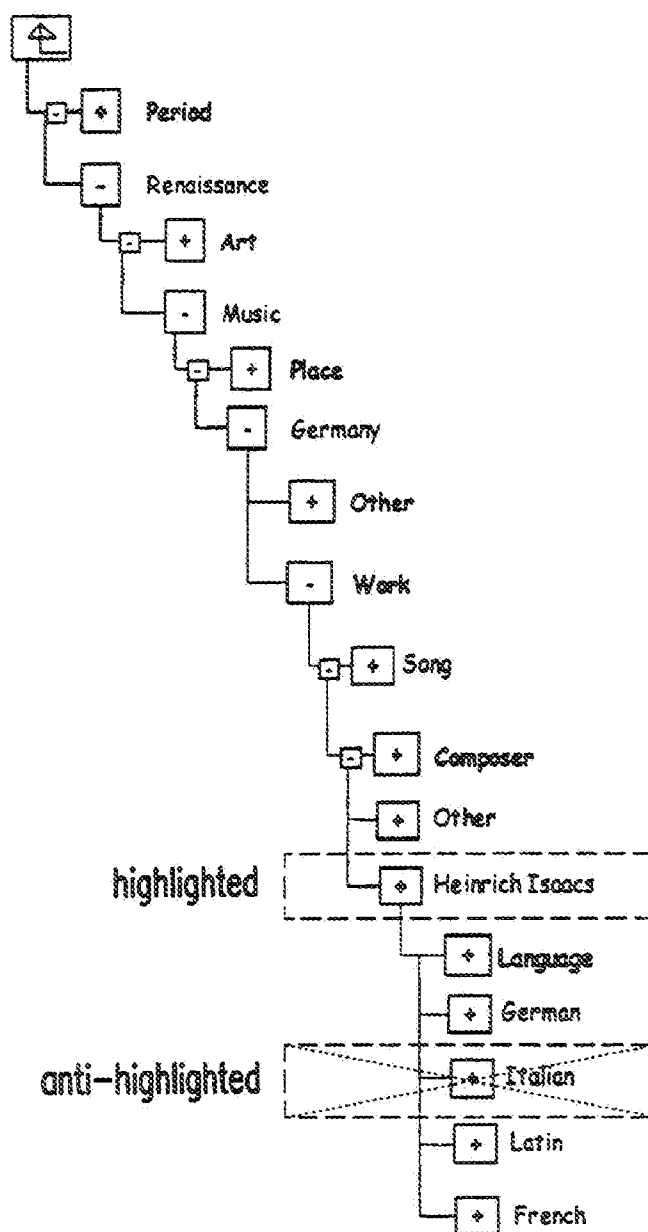 + Period
- Renaissance
+ Art
- Music
+ Place
- Germany
+ Other
- Work
+ Song
+ Composer
+ Other
highlighted + Heinrich Isaacs
+ Language
+ German
anti-highlighted + Italian
+ Latin
+ French